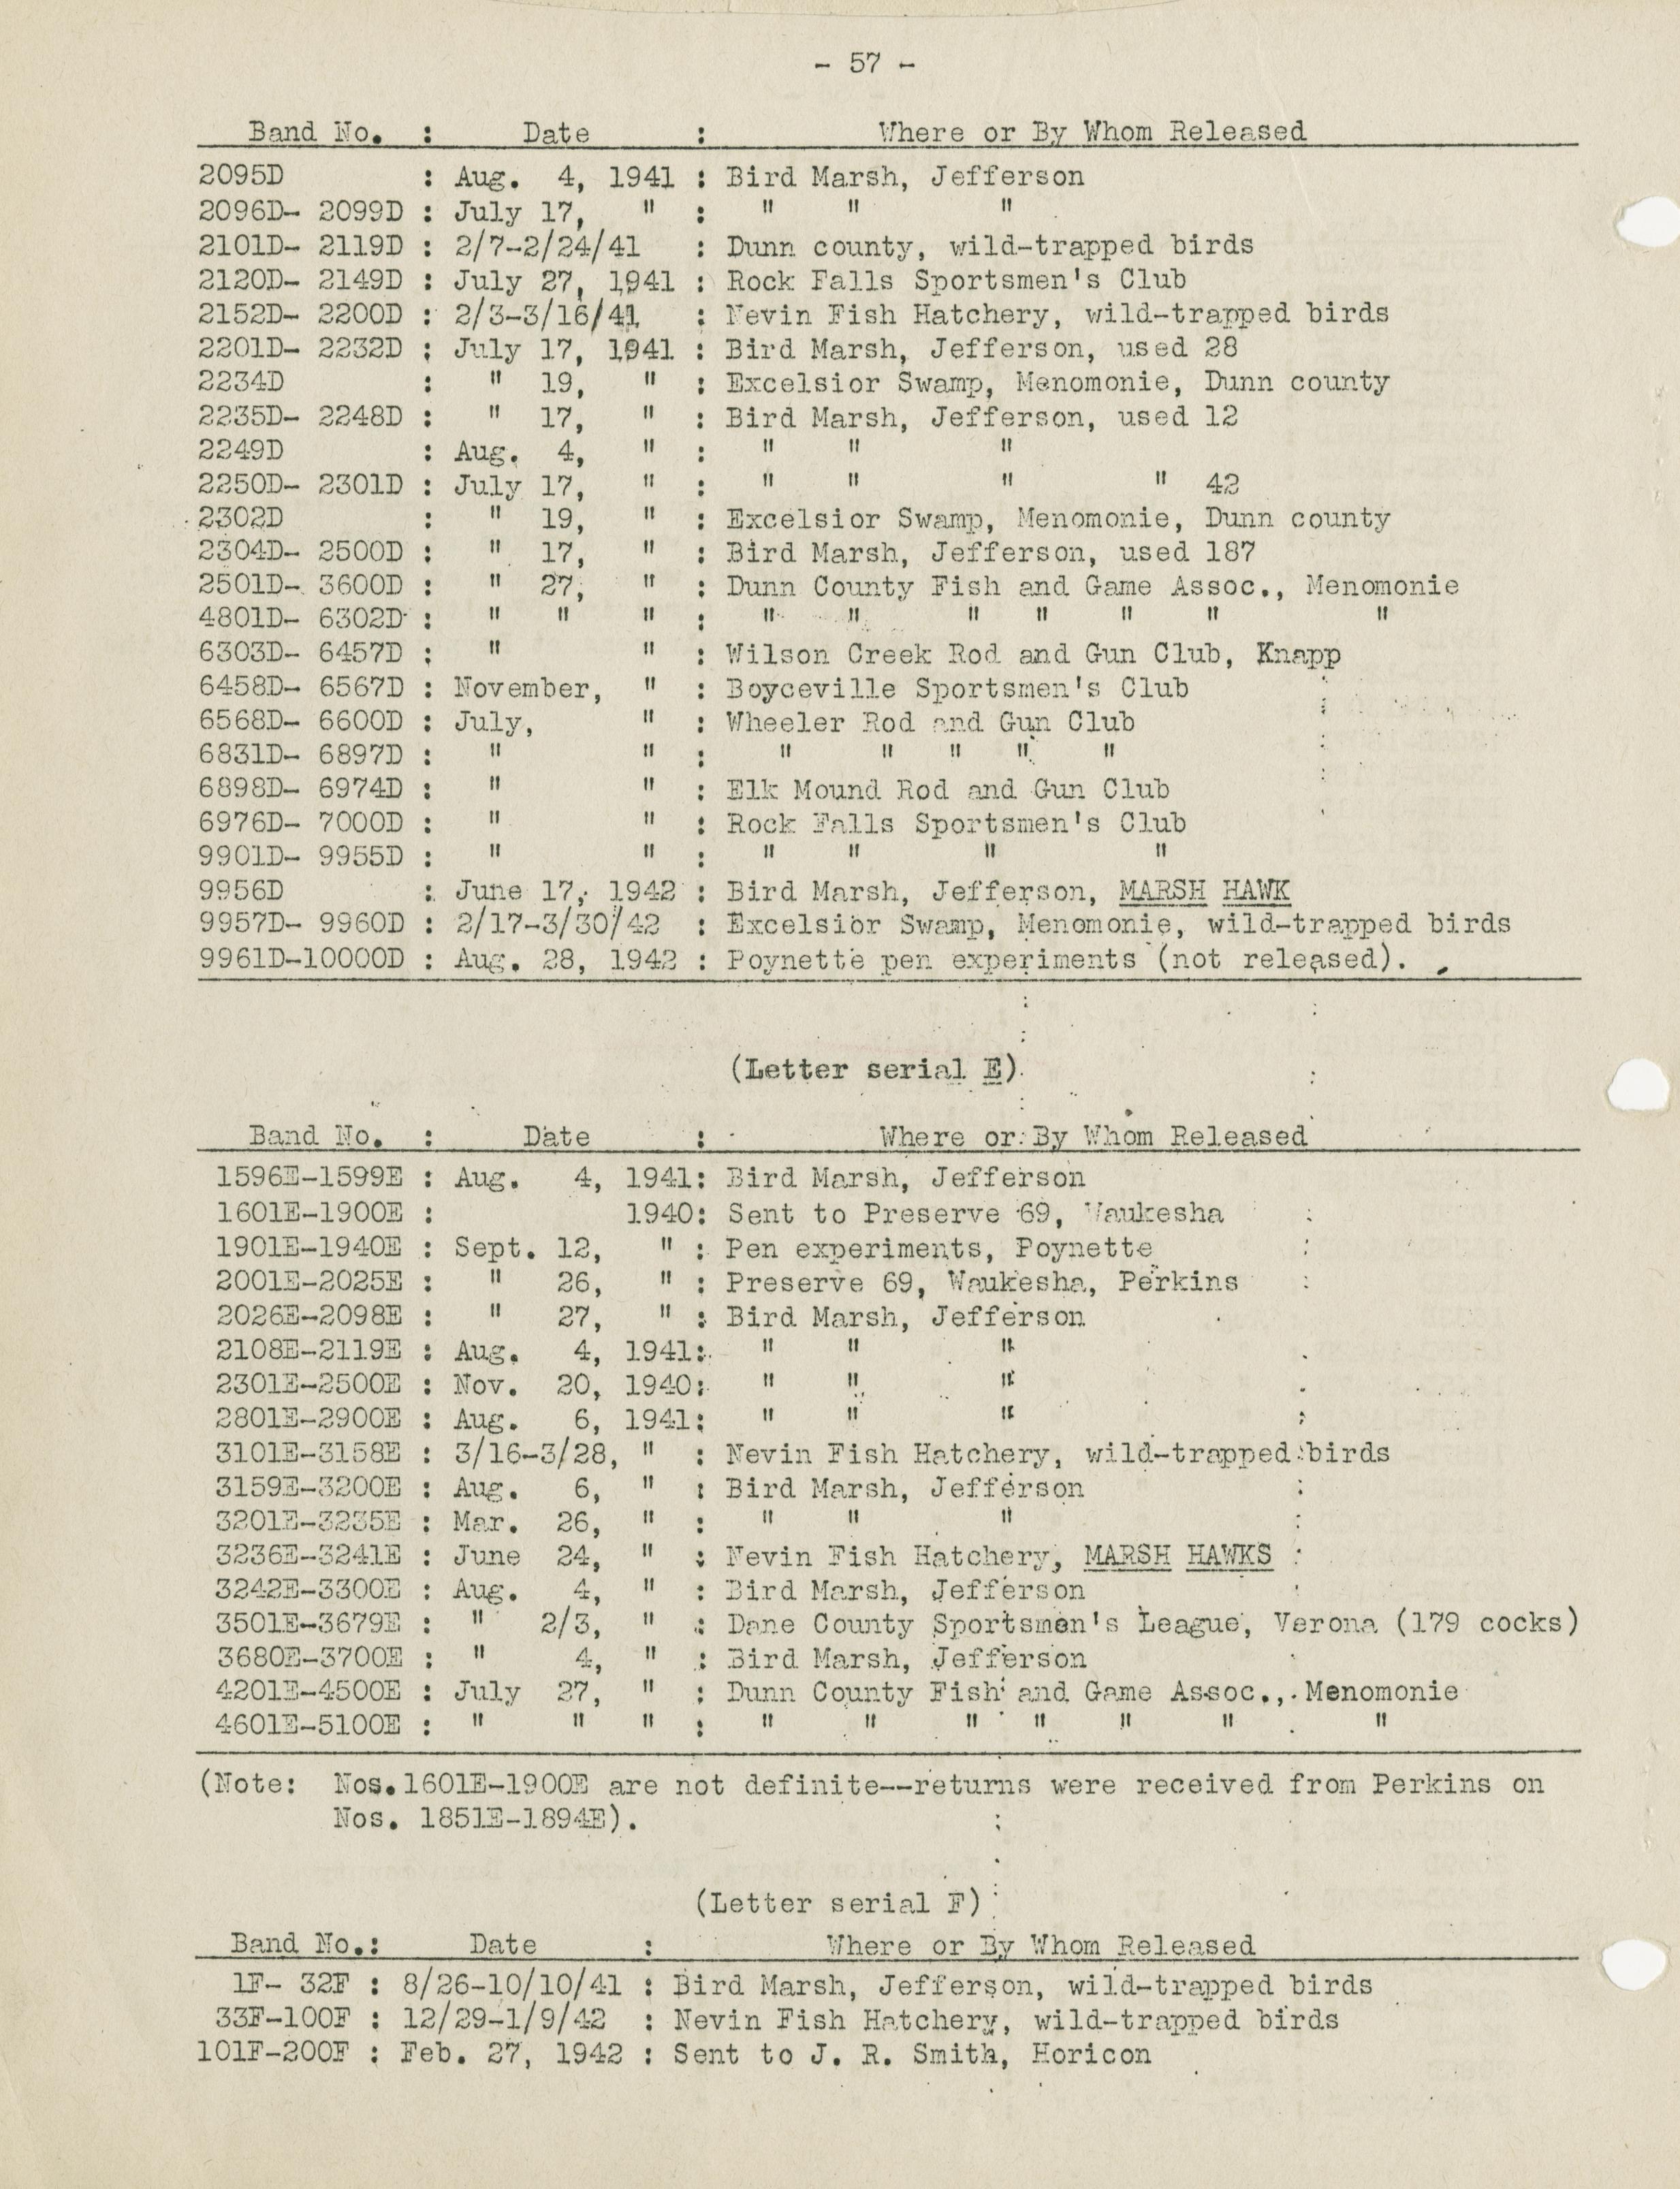 - 57 -
Band No. : Date : Where or By Whom Released
2095D : Aug. 4, 1941 : Bird Marsh, Jefferson
2096D- 2099D : July 17, " : " " "
2101D- 2119D : 2/7-2/24/41 : Dunn county, wild-trapped birds
2120D- 2149D : July 27, 1941 : Rock Falls Sportsmen's Club
2152D- 2200D : 2/3-3/16/41 : Nevin Fish Hatchery, wild-trapped birds
2201D- 2232D : July 17, 1941 : Bird Marsh, Jefferson, used 28
2234D : " 19, " : Excelsior Swamp, Menomonie, Dunn county
2235D- 2248D : " 17, " : Bird Marsh, Jefferson, used 12
2249D : Aug. 4, " : " " "
2250D- 2301D : July 17, " : " " " " 42
2302D : " 19, " : Excelsior Swamp, Menomonie, Dunn county
2304D- 2500D : " 17, " : Bird Marsh, Jefferson, used 187
2501D- 3600D : " 27, " : Dunn County Fish and Game Assoc., Menomonie
4801D- 6302D : " " " : " " " " " " "
6303D- 6457D : " " : Wilson Creek Rod and Gun Club, Knapp
6458D- 6567D : November, " : Boyceville Sportsmen's Club
6568D- 6600D : July, " : Wheeler Rod and Gun Club
6831D- 6897D : " " : " " " " "
6898D- 6974D : " " : Elk Mound Rod and Gun Club
6976D- 7000D : " " : Rock Falls Sportsmen's Club
9901D- 9955D : " " : " " " "
9956D : June 17, 1942 : Bird Marsh, Jefferson, MARSH HAWK
9957D- 9960D : 2/17-3/30/42 : Excelsior Swamp, Menomonie, wild-trapped birds
9961D-10000D : Aug. 28, 1942 : Poynette pen experiments (not released).
(Letter serial E)
Band No. : Date : Where or By Whom Released
1596E-1599E : Aug. 4, 1941: Bird Marsh, Jefferson
1601E-1900E : 1940: Sent to Preserve 69, Waukesha
1901E-1940E : Sept. 12, " : Pen experiments, Poynette
2001E-2025E : " 26, " : Preserve 69, Waukesha, Perkins
2026E-2098E : " 27, " : Bird Marsh, Jefferson
2108E-2119E : Aug. 4, 1941: " " "
2301E-2500E : Nov. 20, 1940: " " "
2801E-2900E : Aug. 6, 1941: " " "
3101E-3158E : 3/16-3/28, " : Nevin Fish Hatchery, wild-trapped birds
3159E-3200E : Aug. 6, " : Bird Marsh, Jefferson
3201E-3235E : Mar. 26, " : " " "
3236E-3241E : June 24, " : Nevin Fish Hatchery, MARSH HAWKS
3242E-3300E : Aug. 4, " : Bird Marsh, Jefferson
3501E-3679E : " 2/3, " : Dane County Sportsmen's League, Verona (179 cocks)
3680E-3700E : " 4, " : Bird Marsh, Jefferson
4201E-4500E : July 27, " : Dunn County Fish and Game Assoc., Menomonie
4601E-5100E : " " " : " " " " " " "
(Note: Nos.1601E-1900E are not definite--returns were received from Perkins on
Nos. 1851E-1894E).
(Letter serial F)
Band No.: Date : Where or By Whom Released
1F- 32F : 8/26-10/10/41 : Bird Marsh, Jefferson, wild-trapped birds
33F-100F : 12/29-1/9/42 : Nevin Fish Hatchery, wild-trapped birds
101F-200F : Feb. 27, 1942 : Sent to J. R. Smith, Horicon